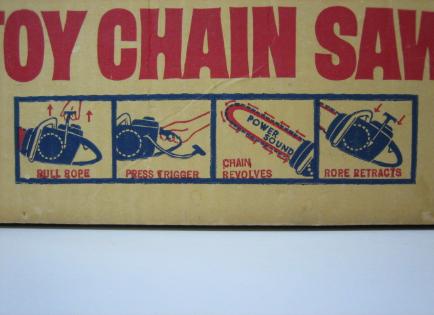 TOY CHAIN SAW
PULL ROPE
PRESS TRIGGER
POWER
SOUND
CHAIN
REVOLVES
ROPE RETRACTS